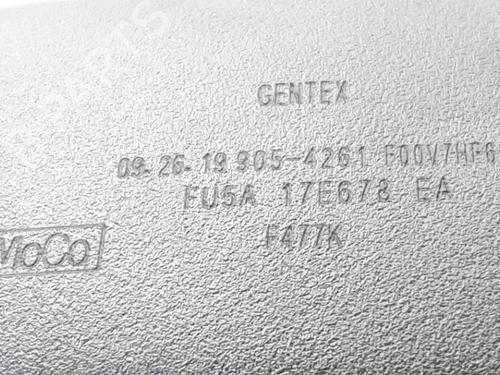 GENTEX
09-26-19 905-4261 F00V7HF6
FU5A 17E678 EA
F477K
MoCo